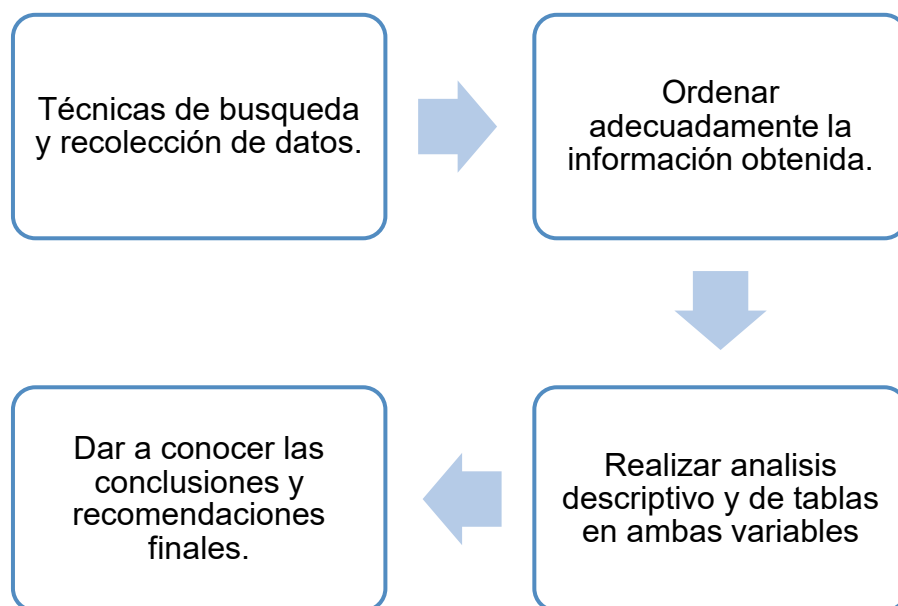 Técnicas de busqueda
y recolección de datos.
Ordenar
adecuadamente la
información obtenida.
Realizar analisis
descriptivo y de tablas
en ambas variables
Dar a conocer las
conclusiones y
recomendaciones
finales.